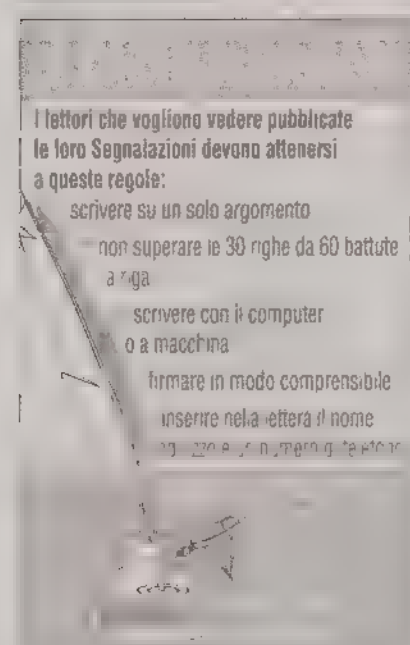 I lettori che vogliono vedere pubblicate
le loro Segnalazioni devono attenersi
a queste regole:
scrivere su un solo argomento
non superare le 30 righe da 60 battute
a riga
scrivere con il computer
o a macchina
firmare in modo comprensibile
inserire nella lettera il nome